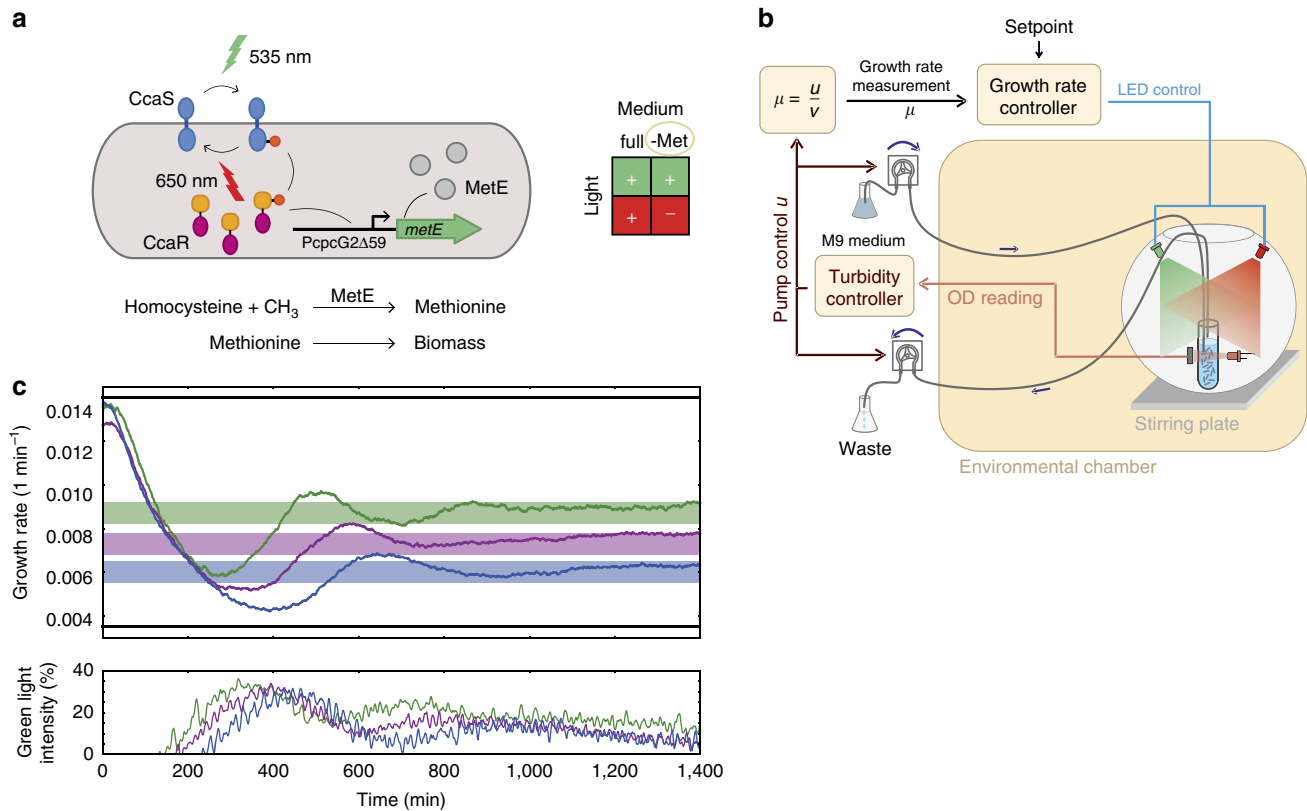 a
535 nm
CcaS
650 nm
CcaR
PcpcG2Δ59
metE
MetE
Medium
full -Met
Light
+ +
+ −
Homocysteine + CH3 MetE Methionine
Methionine Biomass
b
Setpoint
μ = u/v
Growth rate
measurement
μ
Growth rate
controller
LED control
Pump control u
M9 medium
Turbidity
controller
OD reading
Waste
Stirring plate
Environmental chamber
c
Growth rate (1 min−1)
0.014
0.012
0.010
0.008
0.006
0.004
Green light
intensity (%)
40
20
0
0 200 400 600 800 1,000 1,200 1,400
Time (min)